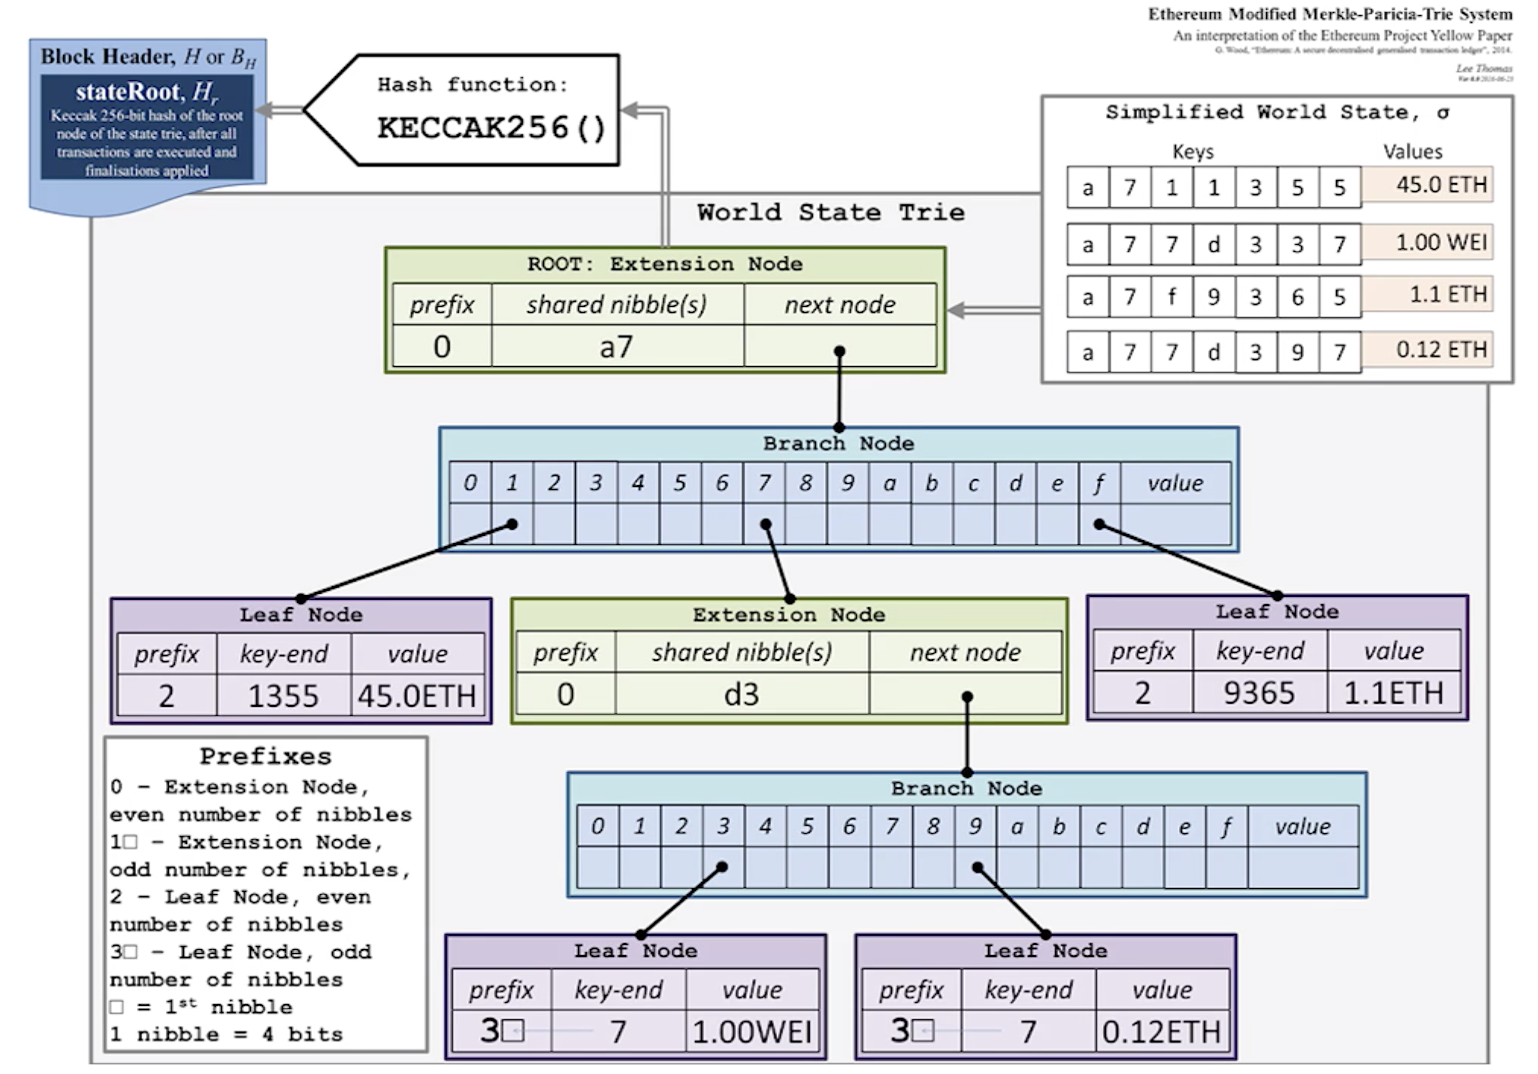 Ethereum Modified Merkle-Paricia-Trie System
An interpretation of the Ethereum Project Yellow Paper
G. Wood, "Ethereum: A secure decentralised generalised transaction ledger", 2014.
Lee Thomas
Block Header, H or B_H
stateRoot, H_r
Keccak 256-bit hash of the root
node of the state trie, after all
transactions are executed and
finalisations applied
Hash function:
KECCAK256()
Simplified World State, σ
Keys Values
a 7 1 1 3 5 5 45.0 ETH
a 7 7 d 3 3 7 1.00 WEI
a 7 f 9 3 6 5 1.1 ETH
a 7 7 d 3 9 7 0.12 ETH
World State Trie
ROOT: Extension Node
prefix shared nibble(s) next node
0 a7
Branch Node
0 1 2 3 4 5 6 7 8 9 a b c d e f value
Leaf Node
prefix key-end value
2 1355 45.0ETH
Extension Node
prefix shared nibble(s) next node
0 d3
Leaf Node
prefix key-end value
2 9365 1.1ETH
Prefixes
0 – Extension Node,
even number of nibbles
1□ – Extension Node,
odd number of nibbles,
2 – Leaf Node, even
number of nibbles
3□ – Leaf Node, odd
number of nibbles
□ = 1st nibble
1 nibble = 4 bits
Branch Node
0 1 2 3 4 5 6 7 8 9 a b c d e f value
Leaf Node
prefix key-end value
3□ 7 1.00WEI
Leaf Node
prefix key-end value
3□ 7 0.12ETH